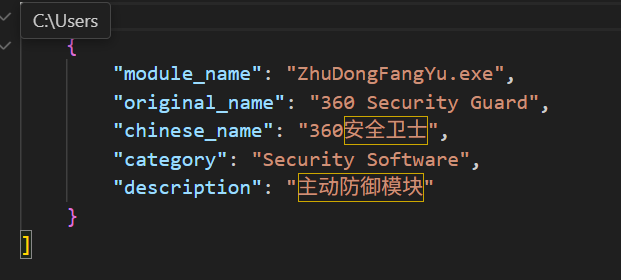 C:\Users
{
"module_name": "ZhuDongFangYu.exe",
"original_name": "360 Security Guard",
"chinese_name": "360安全卫士",
"category": "Security Software",
"description": "主动防御模块"
}
]